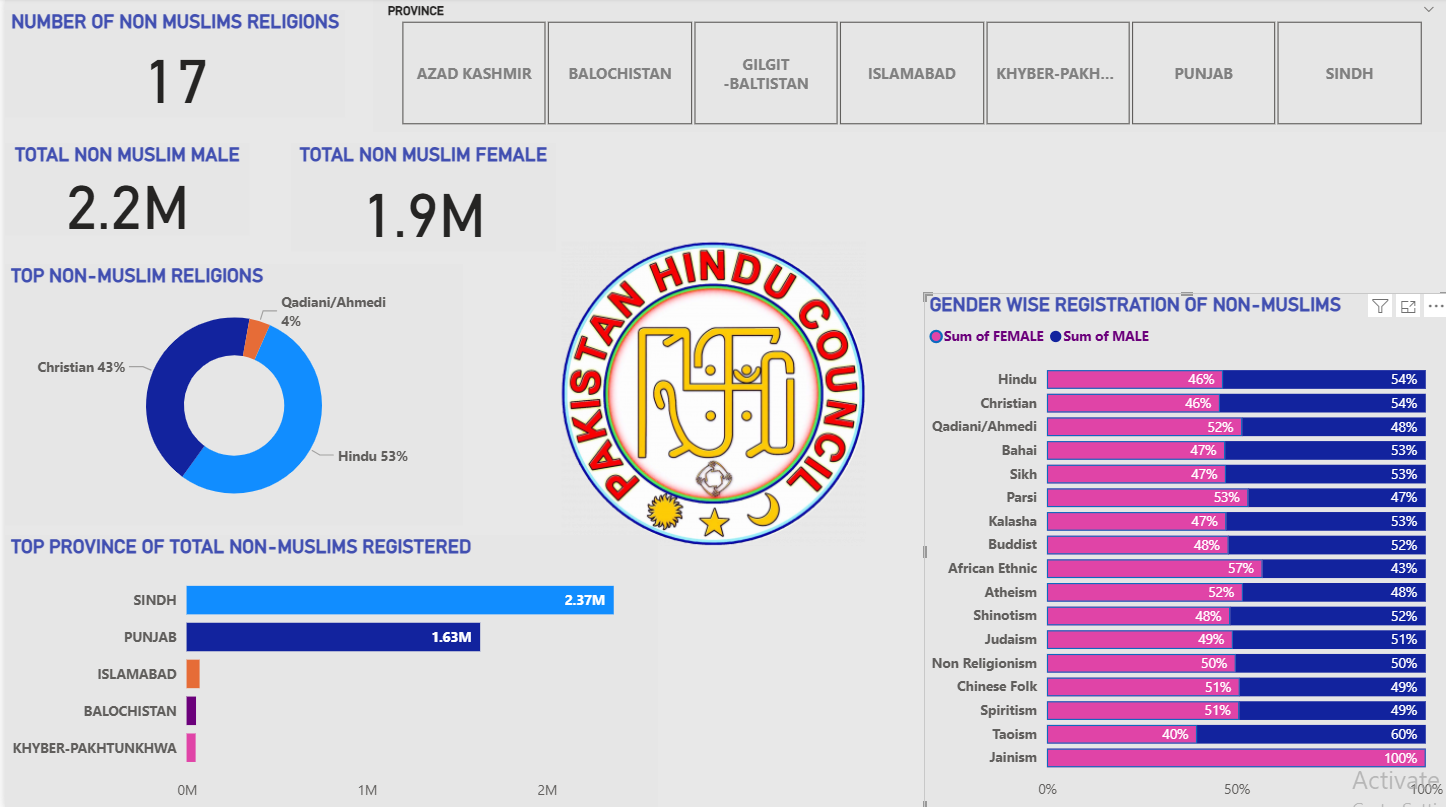 NUMBER OF NON MUSLIMS RELIGIONS
17
PROVINCE
AZAD KASHMIR
BALOCHISTAN
GILGIT
-BALTISTAN
ISLAMABAD
KHYBER-PAKH...
PUNJAB
SINDH
TOTAL NON MUSLIM MALE
2.2M
TOTAL NON MUSLIM FEMALE
1.9M
TOP NON-MUSLIM RELIGIONS
Qadiani/Ahmedi
4%
Christian 43%
Hindu 53%
PAKISTAN HINDU COUNCIL
TOP PROVINCE OF TOTAL NON-MUSLIMS REGISTERED
SINDH 2.37M
PUNJAB 1.63M
ISLAMABAD
BALOCHISTAN
KHYBER-PAKHTUNKHWA
0M 1M 2M
GENDER WISE REGISTRATION OF NON-MUSLIMS
Sum of FEMALE Sum of MALE
Hindu 46% 54%
Christian 46% 54%
Qadiani/Ahmedi 52% 48%
Bahai 47% 53%
Sikh 47% 53%
Parsi 53% 47%
Kalasha 47% 53%
Buddist 48% 52%
African Ethnic 57% 43%
Atheism 52% 48%
Shinotism 48% 52%
Judaism 49% 51%
Non Religionism 50% 50%
Chinese Folk 51% 49%
Spiritism 51% 49%
Taoism 40% 60%
Jainism 100%
0% 50% 100%
Activate